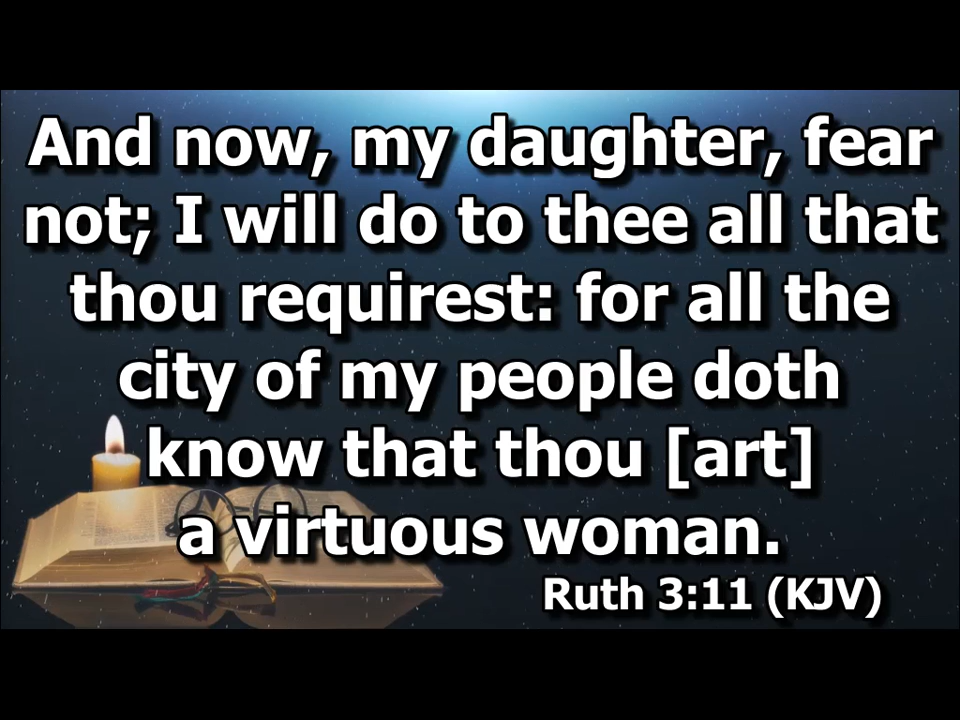 And now, my daughter, fear
not; I will do to thee all that
thou requirest: for all the
city of my people doth
know that thou [art]
a virtuous woman.
Ruth 3:11 (KJV)